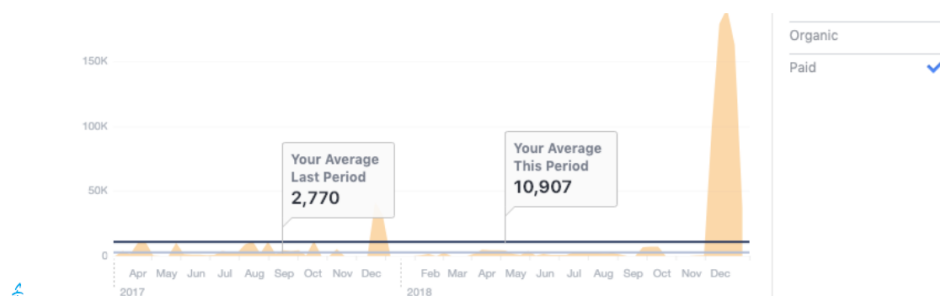 150K
100K
50K
0
Your Average
Last Period
2,770
Your Average
This Period
10,907
Apr May Jun Jul Aug Sep Oct Nov Dec Feb Mar Apr May Jun Jul Aug Sep Oct Nov Dec
2017 2018
Organic
Paid